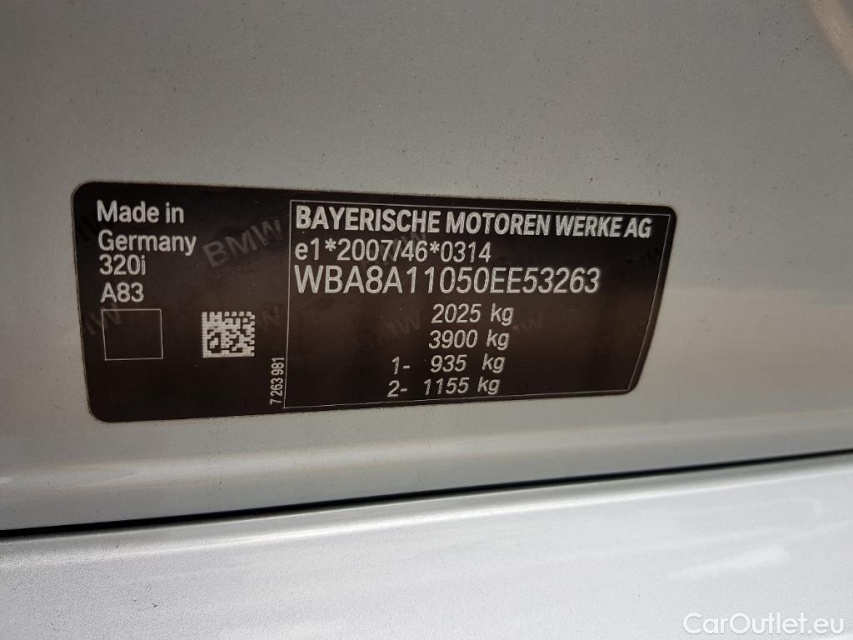 Made in
Germany
320i
A83
7 263 981
BMW
BAYERISCHE MOTOREN WERKE AG
e1*2007/46*0314
WBA8A11050EE53263
2025 kg
3900 kg
1- 935 kg
2- 1155 kg
CarOutlet.eu